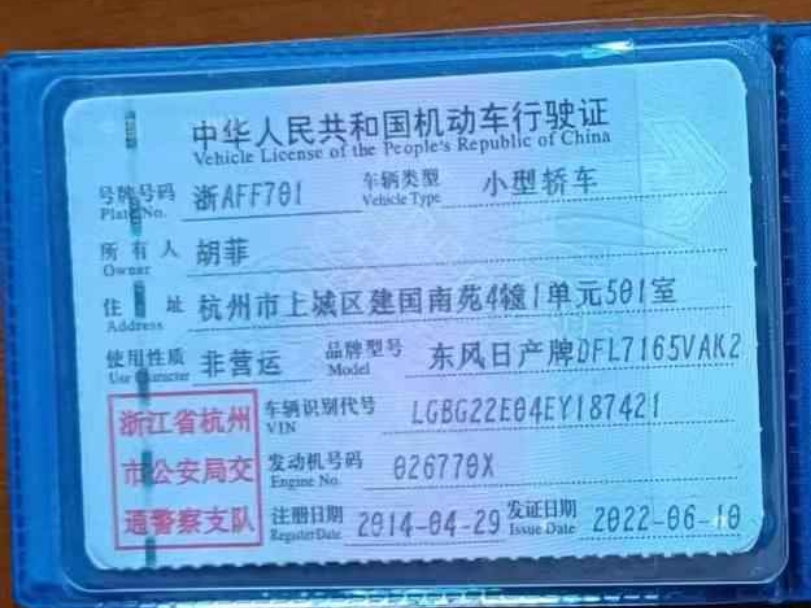 中华人民共和国机动车行驶证
Vehicle License of the People's Republic of China
号牌号码 浙AFF701 车辆类型 小型轿车
Plate No. Vehicle Type
所有人 胡菲
Owner
住址 杭州市上城区建国南苑4幢1单元501室
Address
使用性质 非营运 品牌型号 东风日产牌DFL7165VAK2
Use Character Model
浙江省杭州 车辆识别代号 LGBG22E04EY187421
VIN
市公安局交 发动机号码 026770X
Engine No.
通警察支队 注册日期 2014-04-29 发证日期 2022-06-10
Register Date Issue Date